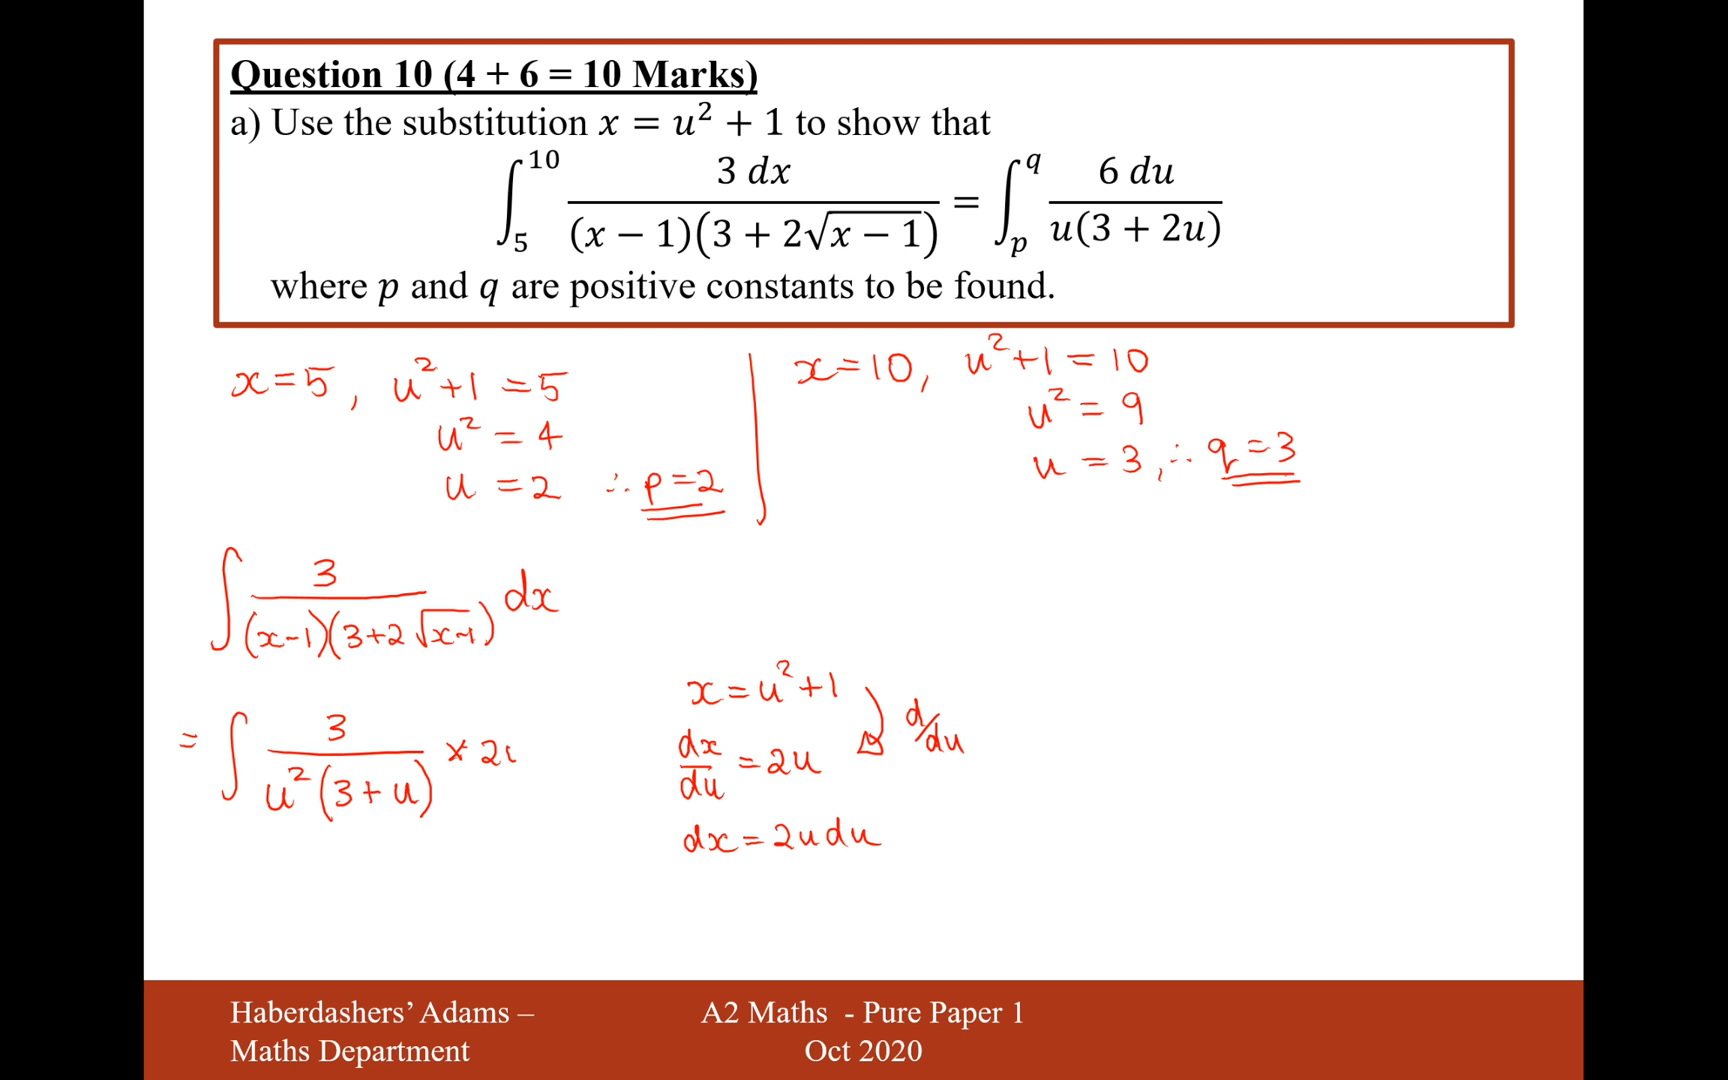 Question 10 (4 + 6 = 10 Marks)
a) Use the substitution x = u² + 1 to show that
∫₅¹⁰ 3 dx / (x − 1)(3 + 2√(x − 1)) = ∫ₚ^q 6 du / u(3 + 2u)
where p and q are positive constants to be found.
x = 5, u² + 1 = 5
u² = 4
u = 2 ∴ p = 2
x = 10, u² + 1 = 10
u² = 9
u = 3, ∴ q = 3
∫ 3 / (x−1)(3+2√(x−1)) dx
= ∫ 3 / u²(3+u) × 2
x = u² + 1
dx/du = 2u
d/du
dx = 2u du
Haberdashers’ Adams –
Maths Department
A2 Maths - Pure Paper 1
Oct 2020